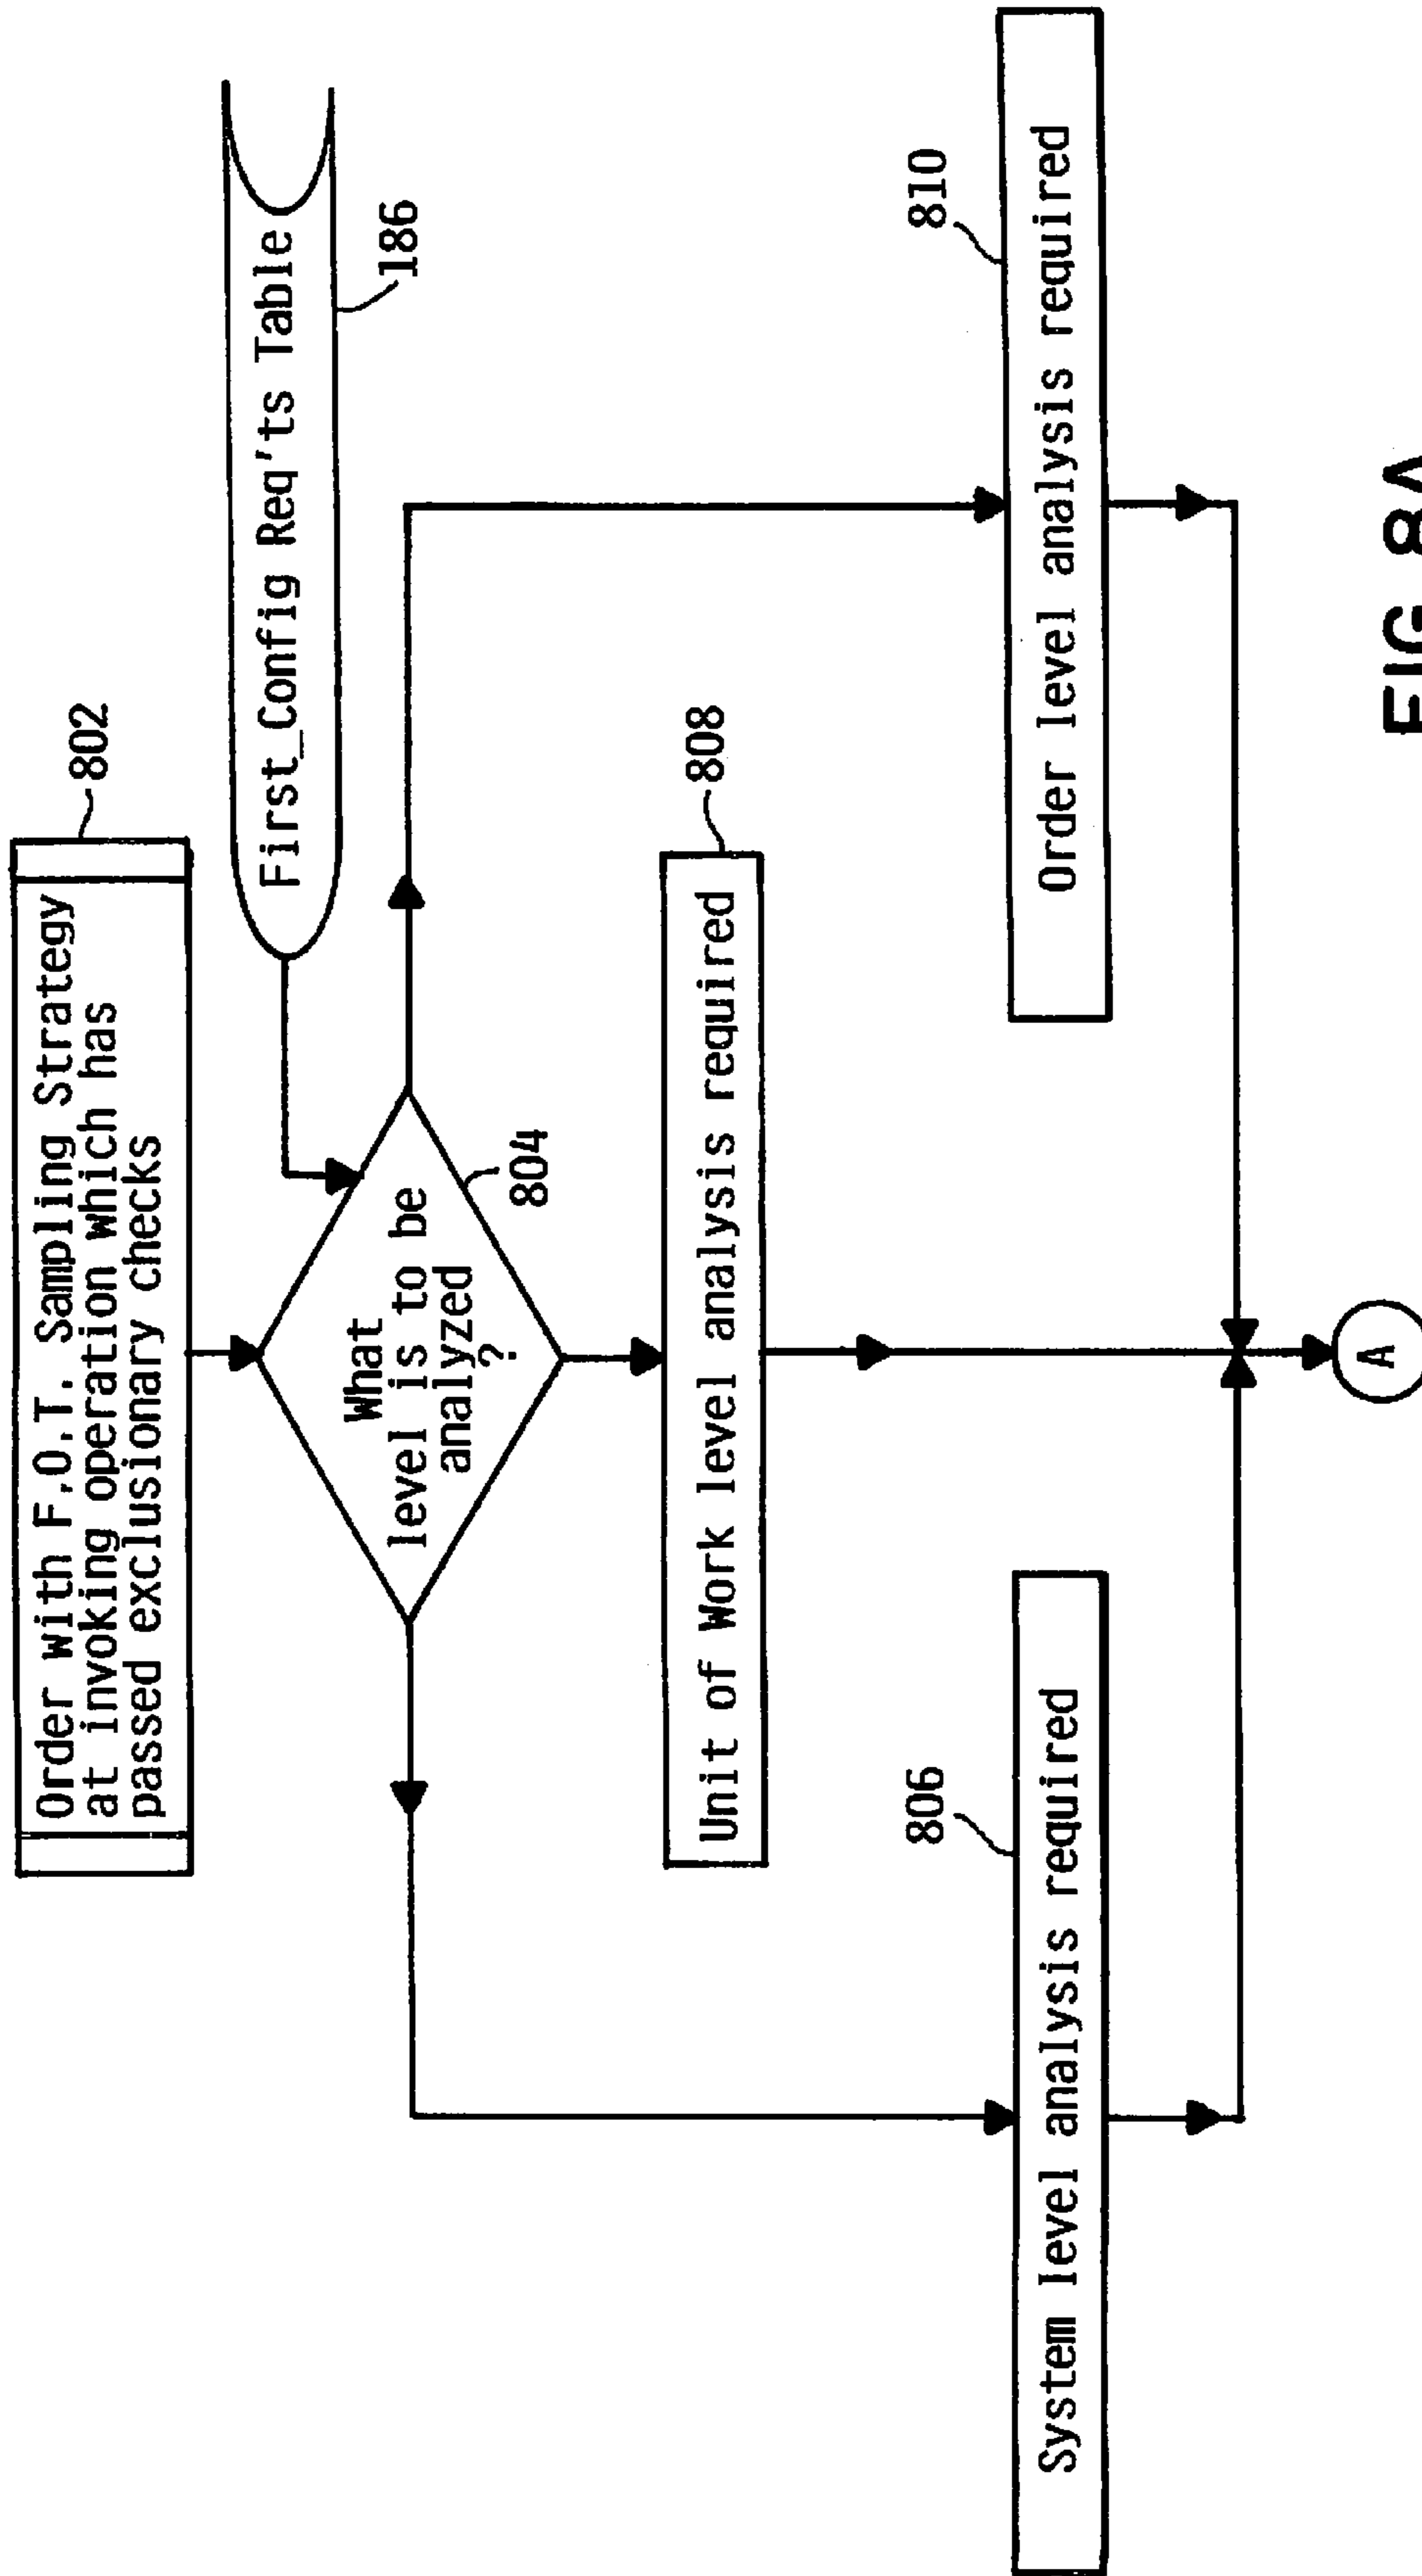 Order with F.O.T. Sampling Strategy
at invoking operation which has
passed exclusionary checks
802
First_Config Req'ts Table
186
What
level is to be
analyzed
?
804
Unit of Work level analysis required
808
System level analysis required
806
Order level analysis required
810
A
FIG. 8A